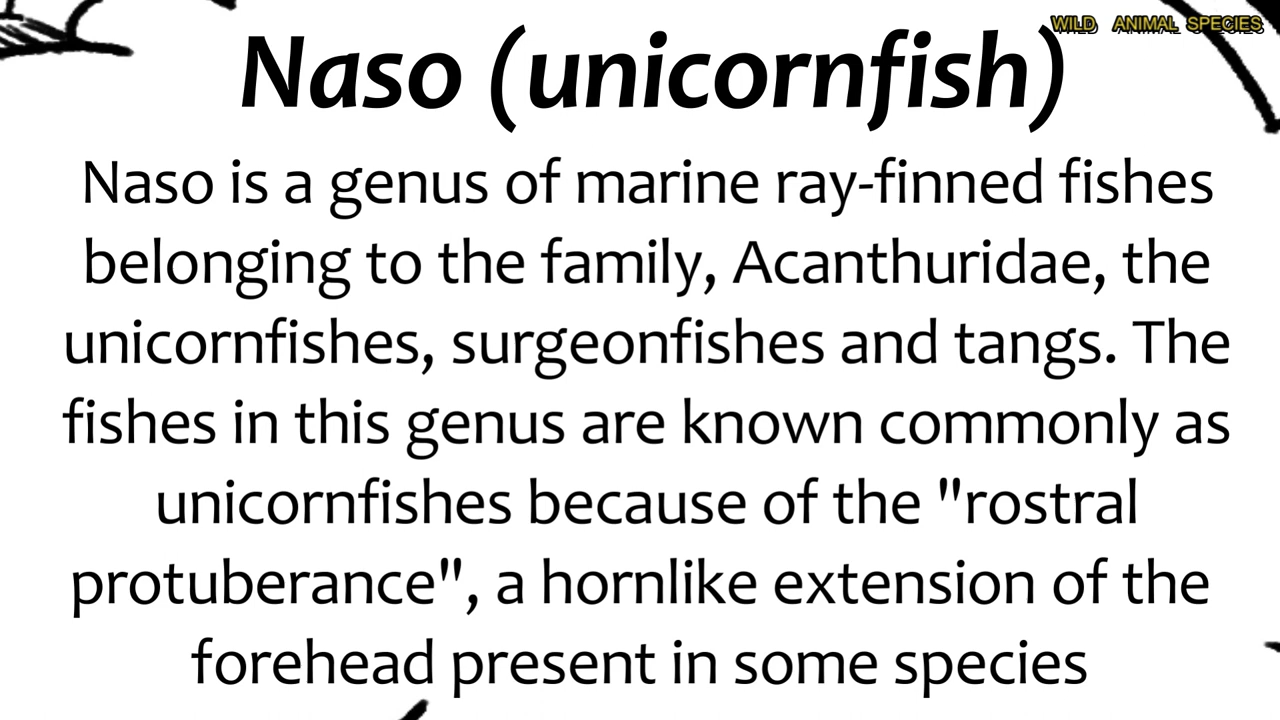 WILD ANIMAL SPECIES
Naso (unicornfish)
Naso is a genus of marine ray-finned fishes
belonging to the family, Acanthuridae, the
unicornfishes, surgeonfishes and tangs. The
fishes in this genus are known commonly as
unicornfishes because of the "rostral
protuberance", a hornlike extension of the
forehead present in some species